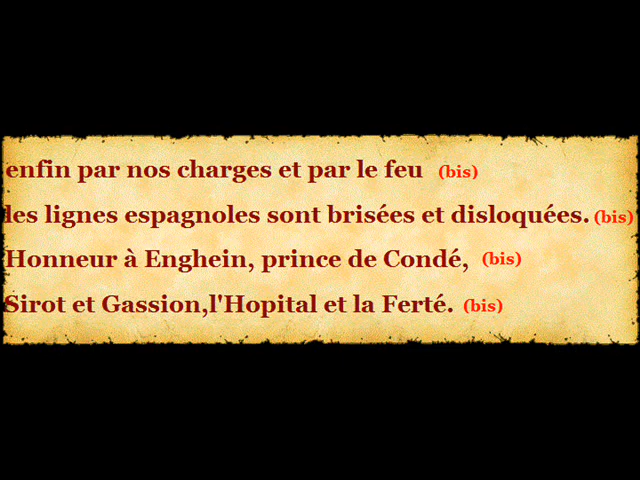 enfin par nos charges et par le feu (bis)
les lignes espagnoles sont brisées et disloquées. (bis)
Honneur à Enghein, prince de Condé, (bis)
Sirot et Gassion,l'Hopital et la Ferté. (bis)